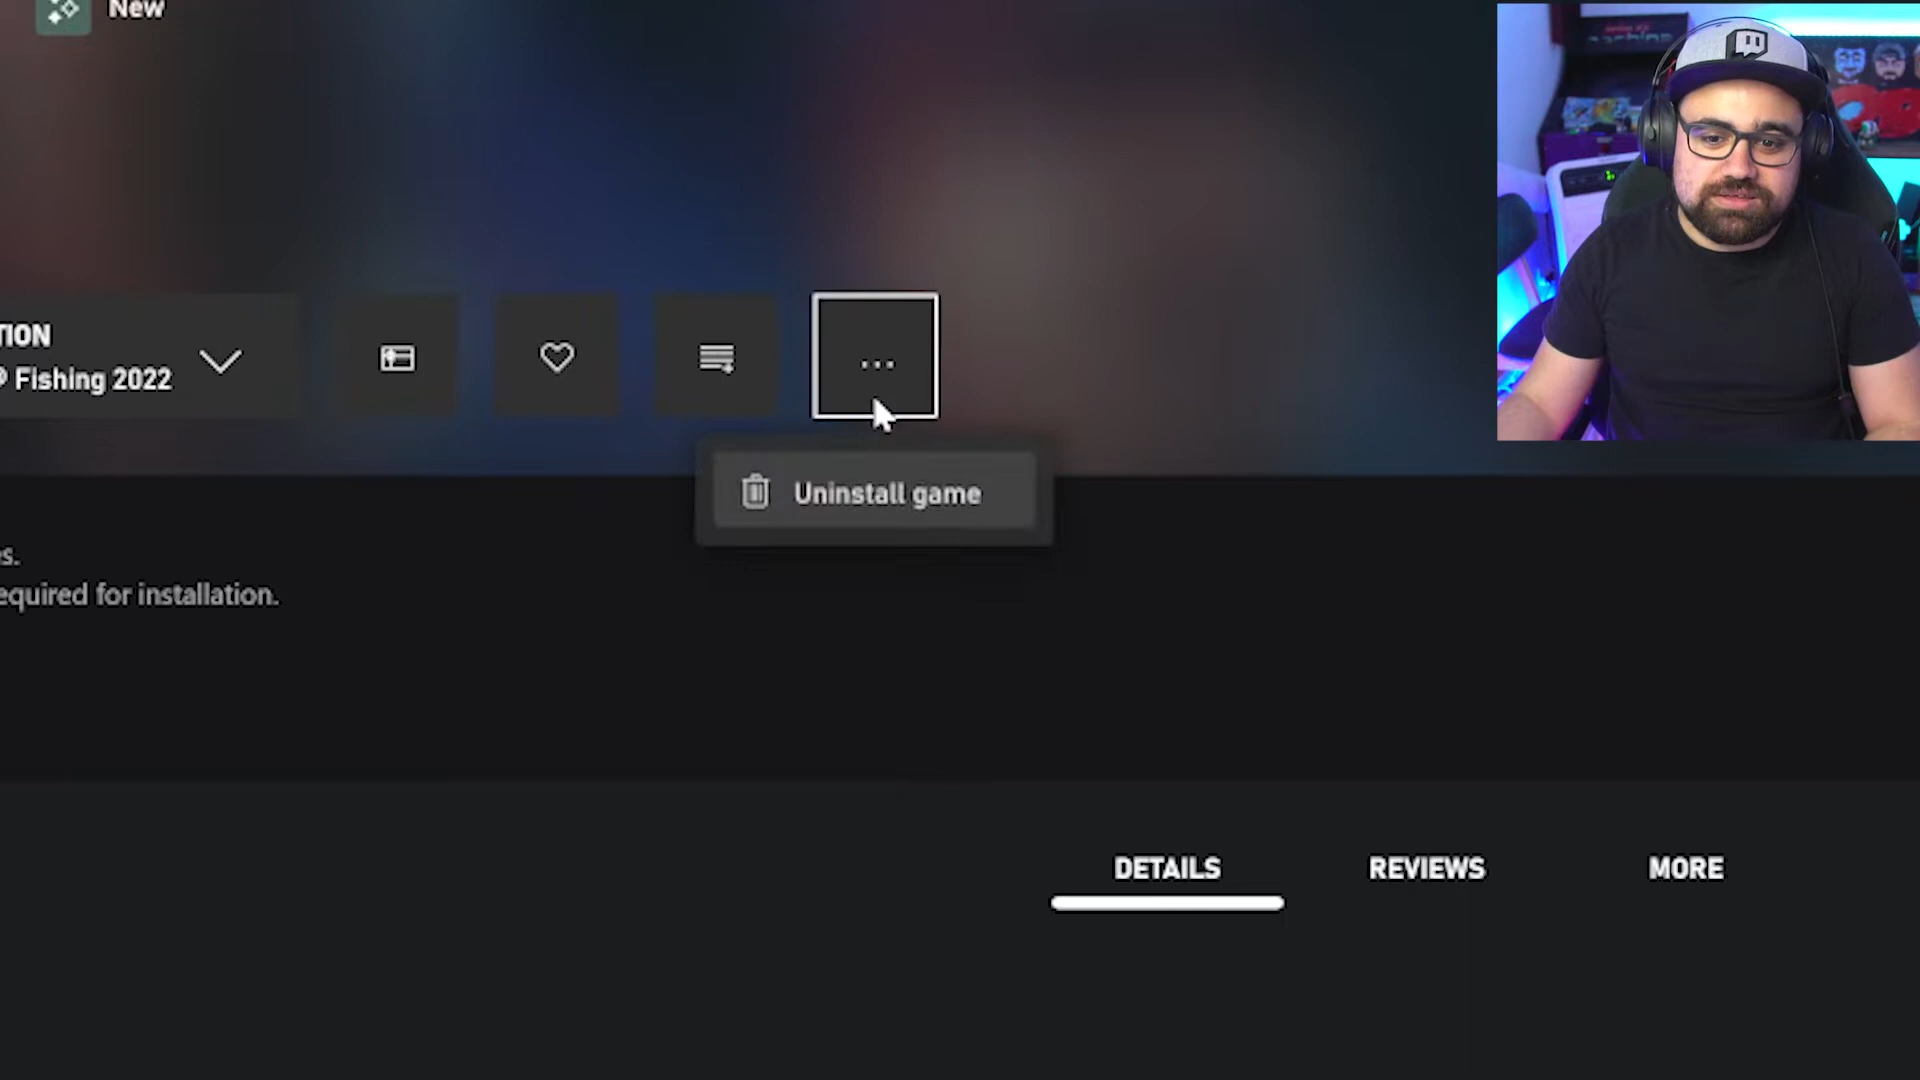 New
TION
Fishing 2022
...
Uninstall game
s.
equired for installation.
DETAILS
REVIEWS
MORE